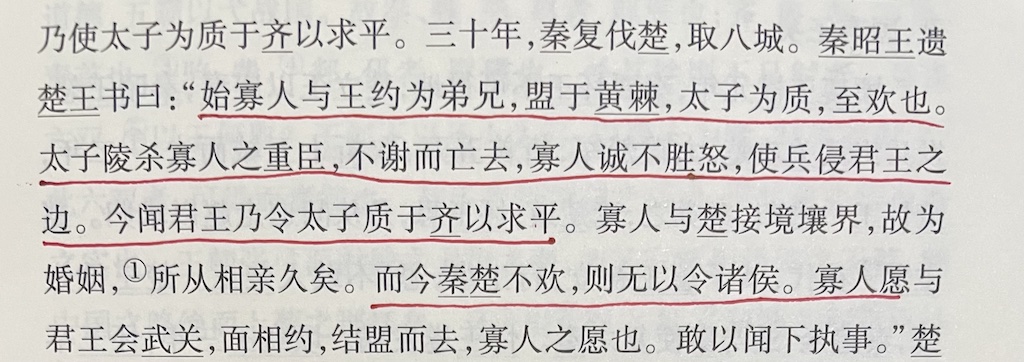 乃使太子为质于齐以求平。三十年,秦复伐楚,取八城。秦昭王遗
楚王书曰:“始寡人与王约为弟兄,盟于黄棘,太子为质,至欢也。
太子陵杀寡人之重臣,不谢而亡去,寡人诚不胜怒,使兵侵君王之
边。今闻君王乃令太子质于齐以求平。寡人与楚接境壤界,故为
婚姻,①所从相亲久矣。而今秦楚不欢,则无以令诸侯。寡人愿与
君王会武关,面相约,结盟而去,寡人之愿也。敢以闻下执事。”楚